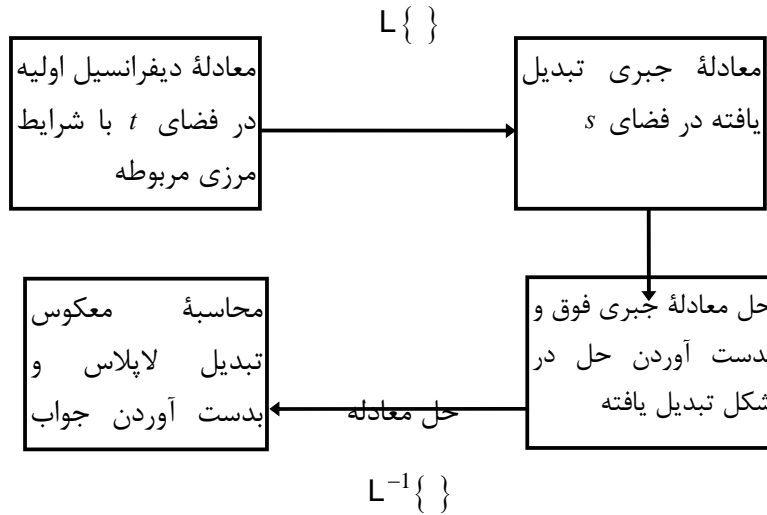 L{ }
معادلهٔ دیفرانسیل اولیه
در فضای t با شرایط
مرزی مربوطه
معادلهٔ جبری تبدیل
یافته در فضای s
حل معادلهٔ جبری فوق و
بدست آوردن حل در
شکل تبدیل یافته
حل معادله
محاسبهٔ معکوس
تبدیل لاپلاس و
بدست آوردن جواب
L⁻¹{ }